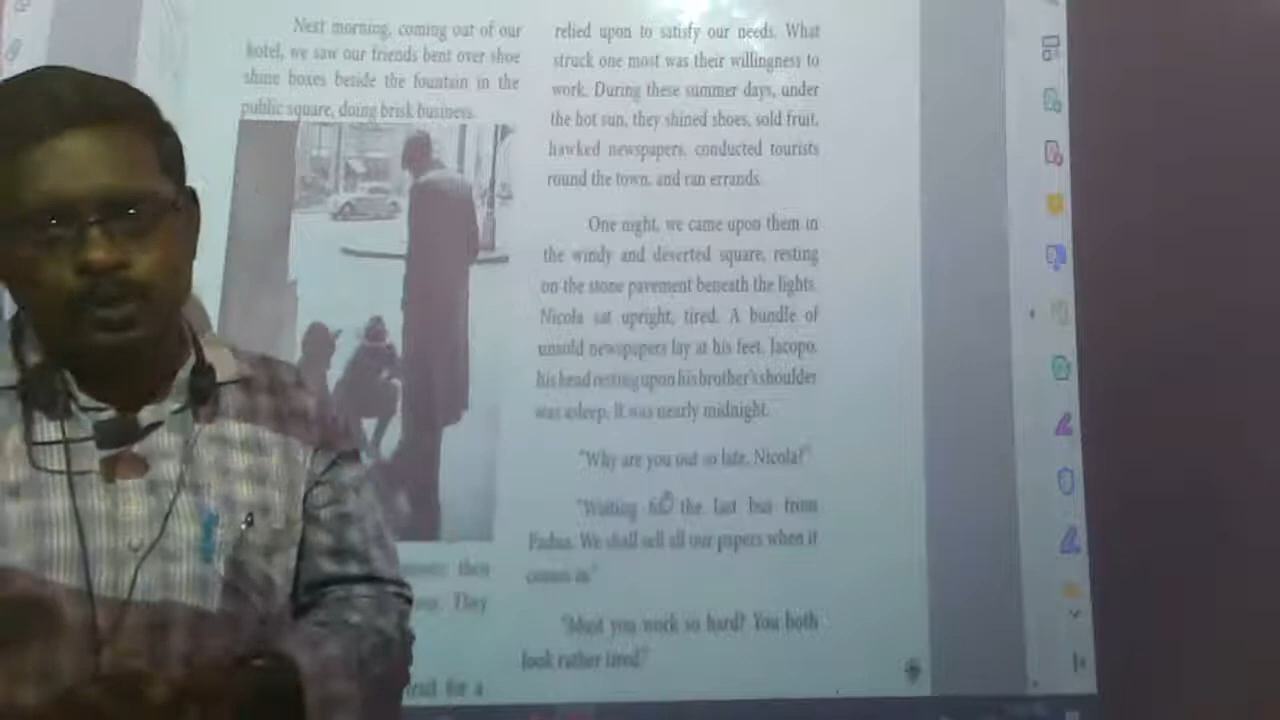 Next morning, coming out of our
hotel, we saw our friends bent over shoe
shine boxes beside the fountain in the
public square, doing brisk business.
then
They
for a
relied upon to satisfy our needs. What
struck one most was their willingness to
work. During these summer days, under
the hot sun, they shined shoes, sold fruit,
hawked newspapers, conducted tourists
round the town, and ran errands.
One night, we came upon them in
the windy and deserted square, resting
on the stone pavement beneath the lights.
Nicola sat upright, tired. A bundle of
unsold newspapers lay at his feet. Jacopo,
his head resting upon his brother's shoulder
was asleep. It was nearly midnight.
"Why are you out so late, Nicola?"
"Waiting the last bus from
Padua. We shall sell all our papers when it
comes in."
"Must you work so hard? You both
look rather tired."